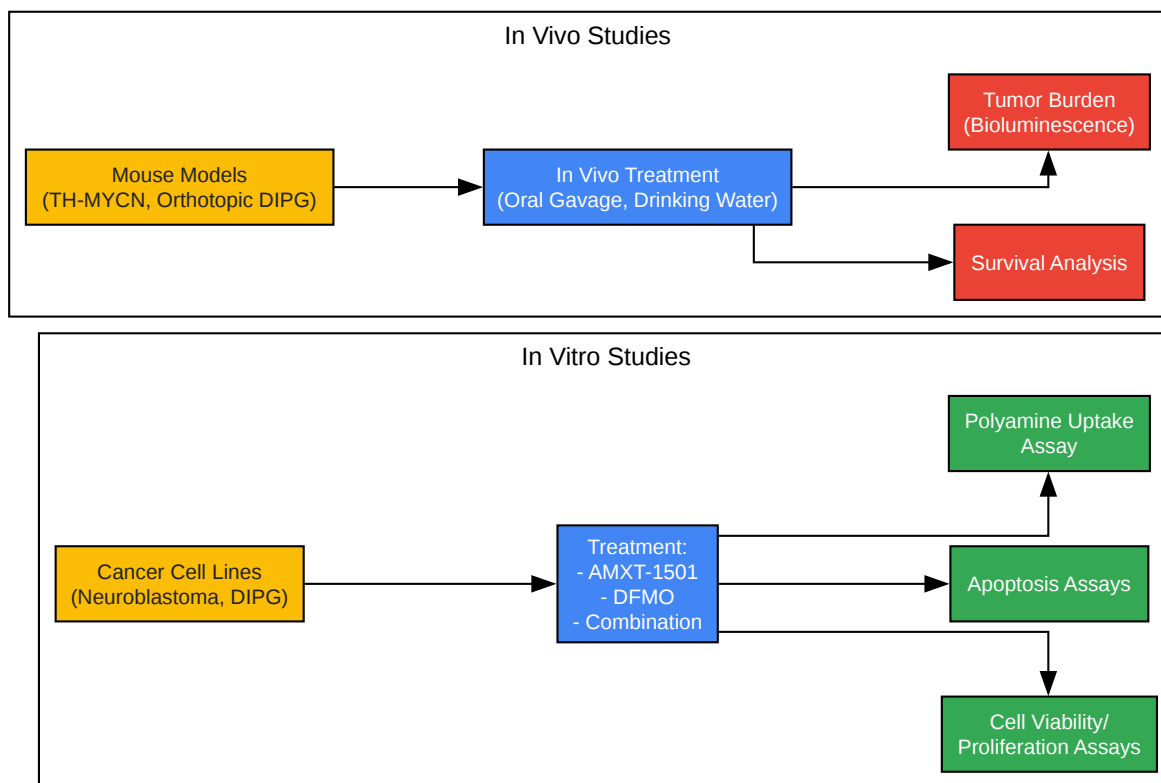 In Vivo Studies
Tumor Burden
(Bioluminescence)
Mouse Models
(TH-MYCN, Orthotopic DIPG)
In Vivo Treatment
(Oral Gavage, Drinking Water)
Survival Analysis
In Vitro Studies
Polyamine Uptake
Assay
Cancer Cell Lines
(Neuroblastoma, DIPG)
Treatment:
- AMXT-1501
- DFMO
- Combination
Apoptosis Assays
Cell Viability/
Proliferation Assays